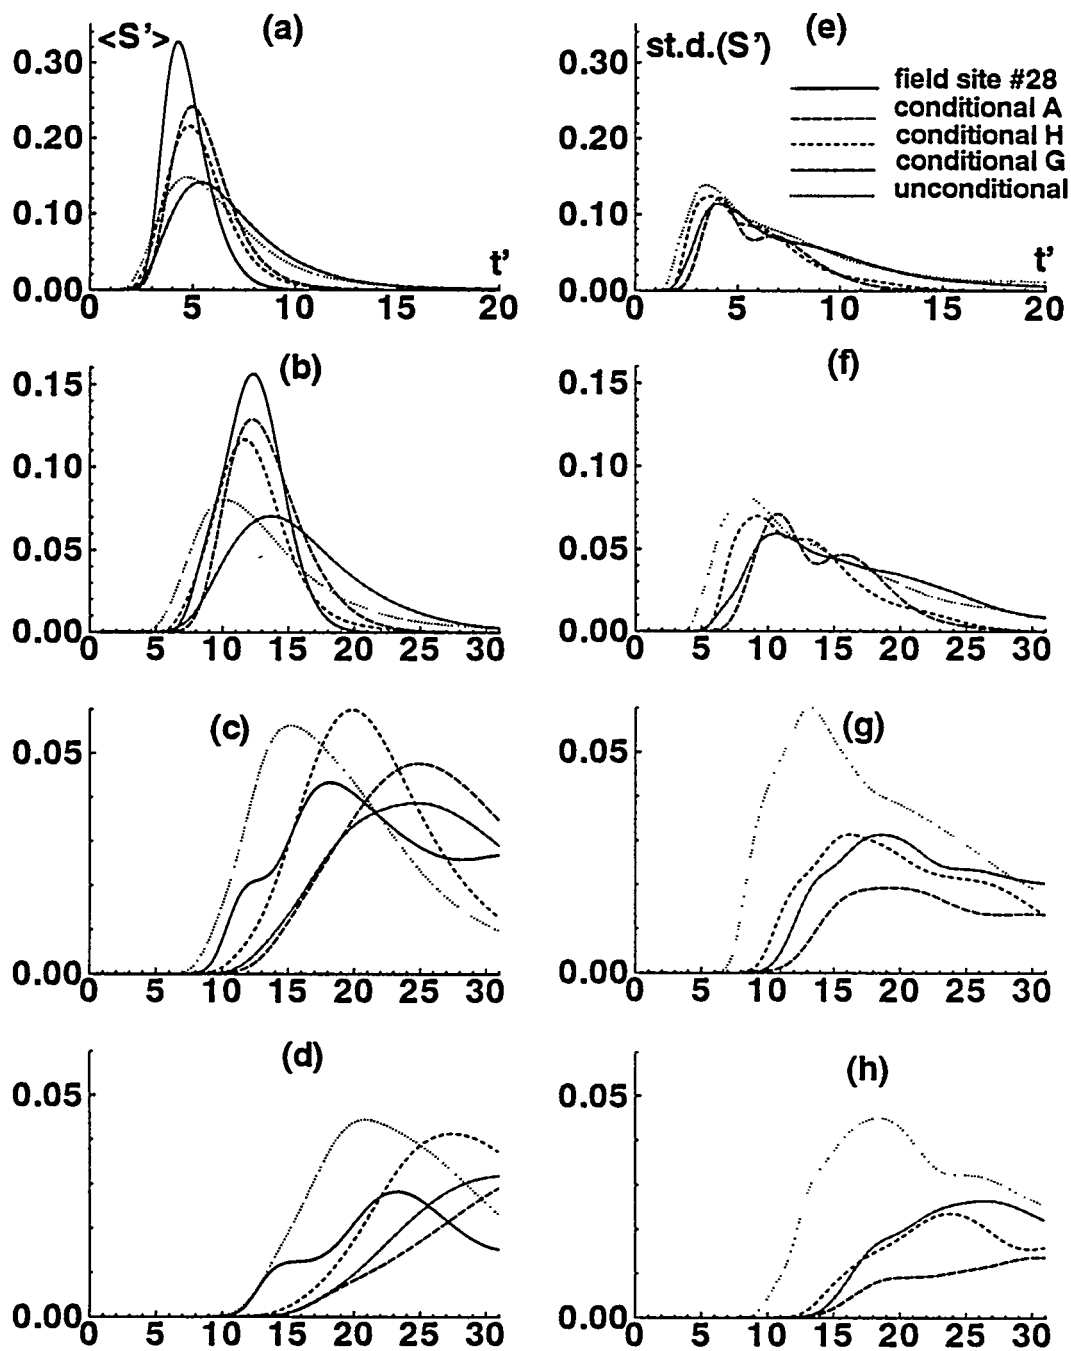 (a)
<S'>
0.30
0.20
0.10
0.00
t'
0 5 10 15 20
(e)
st.d.(S')
field site #28
conditional A
conditional H
conditional G
unconditional
0.30
0.20
0.10
0.00
t'
0 5 10 15 20
(b)
0.15
0.10
0.05
0.00
0 5 10 15 20 25 30
(f)
0.15
0.10
0.05
0.00
0 5 10 15 20 25 30
(c)
0.05
0.00
0 5 10 15 20 25 30
(g)
0.05
0.00
0 5 10 15 20 25 30
(d)
0.05
0.00
0 5 10 15 20 25 30
(h)
0.05
0.00
0 5 10 15 20 25 30